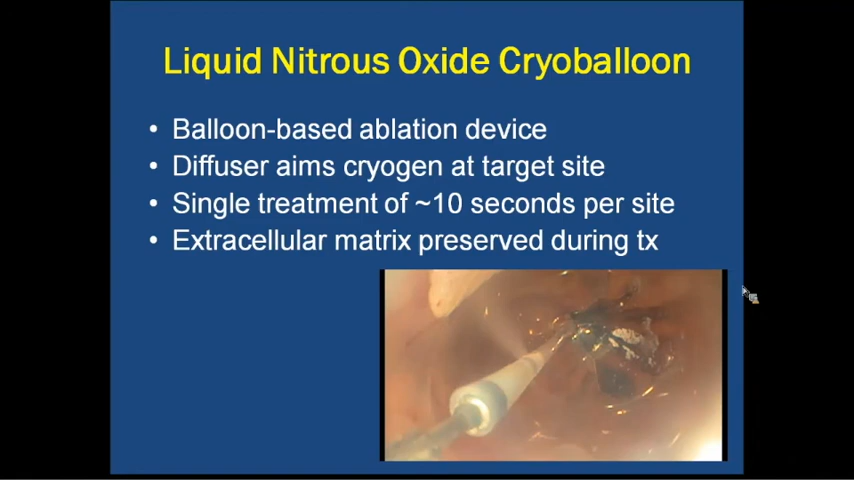 Liquid Nitrous Oxide Cryoballoon
• Balloon-based ablation device
• Diffuser aims cryogen at target site
• Single treatment of ~10 seconds per site
• Extracellular matrix preserved during tx